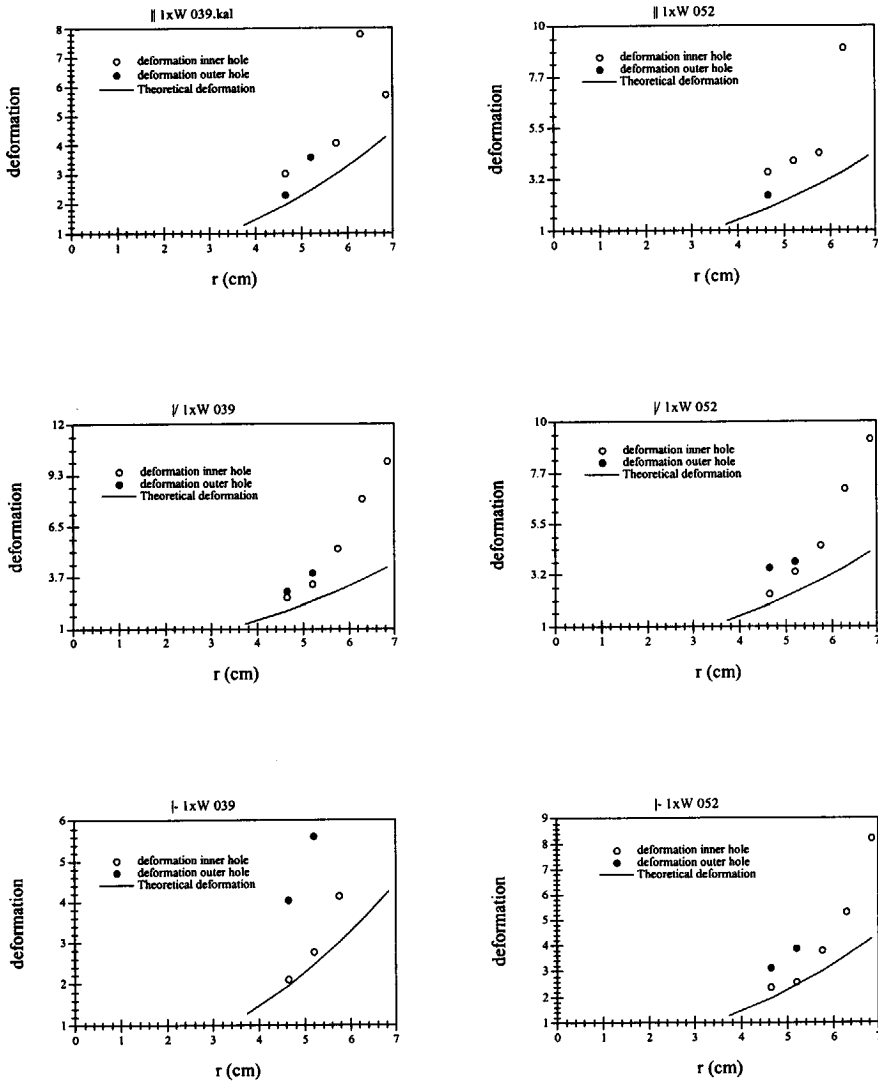 || 1xW 039.kal
8
7
6
5
4
3
2
1
deformation
deformation inner hole
deformation outer hole
Theoretical deformation
0 1 2 3 4 5 6 7
r (cm)
|| 1xW 052
10
7.7
5.5
3.2
1
deformation
deformation inner hole
deformation outer hole
Theoretical deformation
0 1 2 3 4 5 6 7
r (cm)
|/ 1xW 039
12
9.3
6.5
3.7
1
deformation
deformation inner hole
deformation outer hole
Theoretical deformation
0 1 2 3 4 5 6 7
r (cm)
|/ 1xW 052
10
7.7
5.5
3.2
1
deformation
deformation inner hole
deformation outer hole
Theoretical deformation
0 1 2 3 4 5 6 7
r (cm)
|- 1xW 039
6
5
4
3
2
1
deformation
deformation inner hole
deformation outer hole
Theoretical deformation
0 1 2 3 4 5 6 7
r (cm)
|- 1xW 052
9
8
7
6
5
4
3
2
1
deformation
deformation inner hole
deformation outer hole
Theoretical deformation
0 1 2 3 4 5 6 7
r (cm)